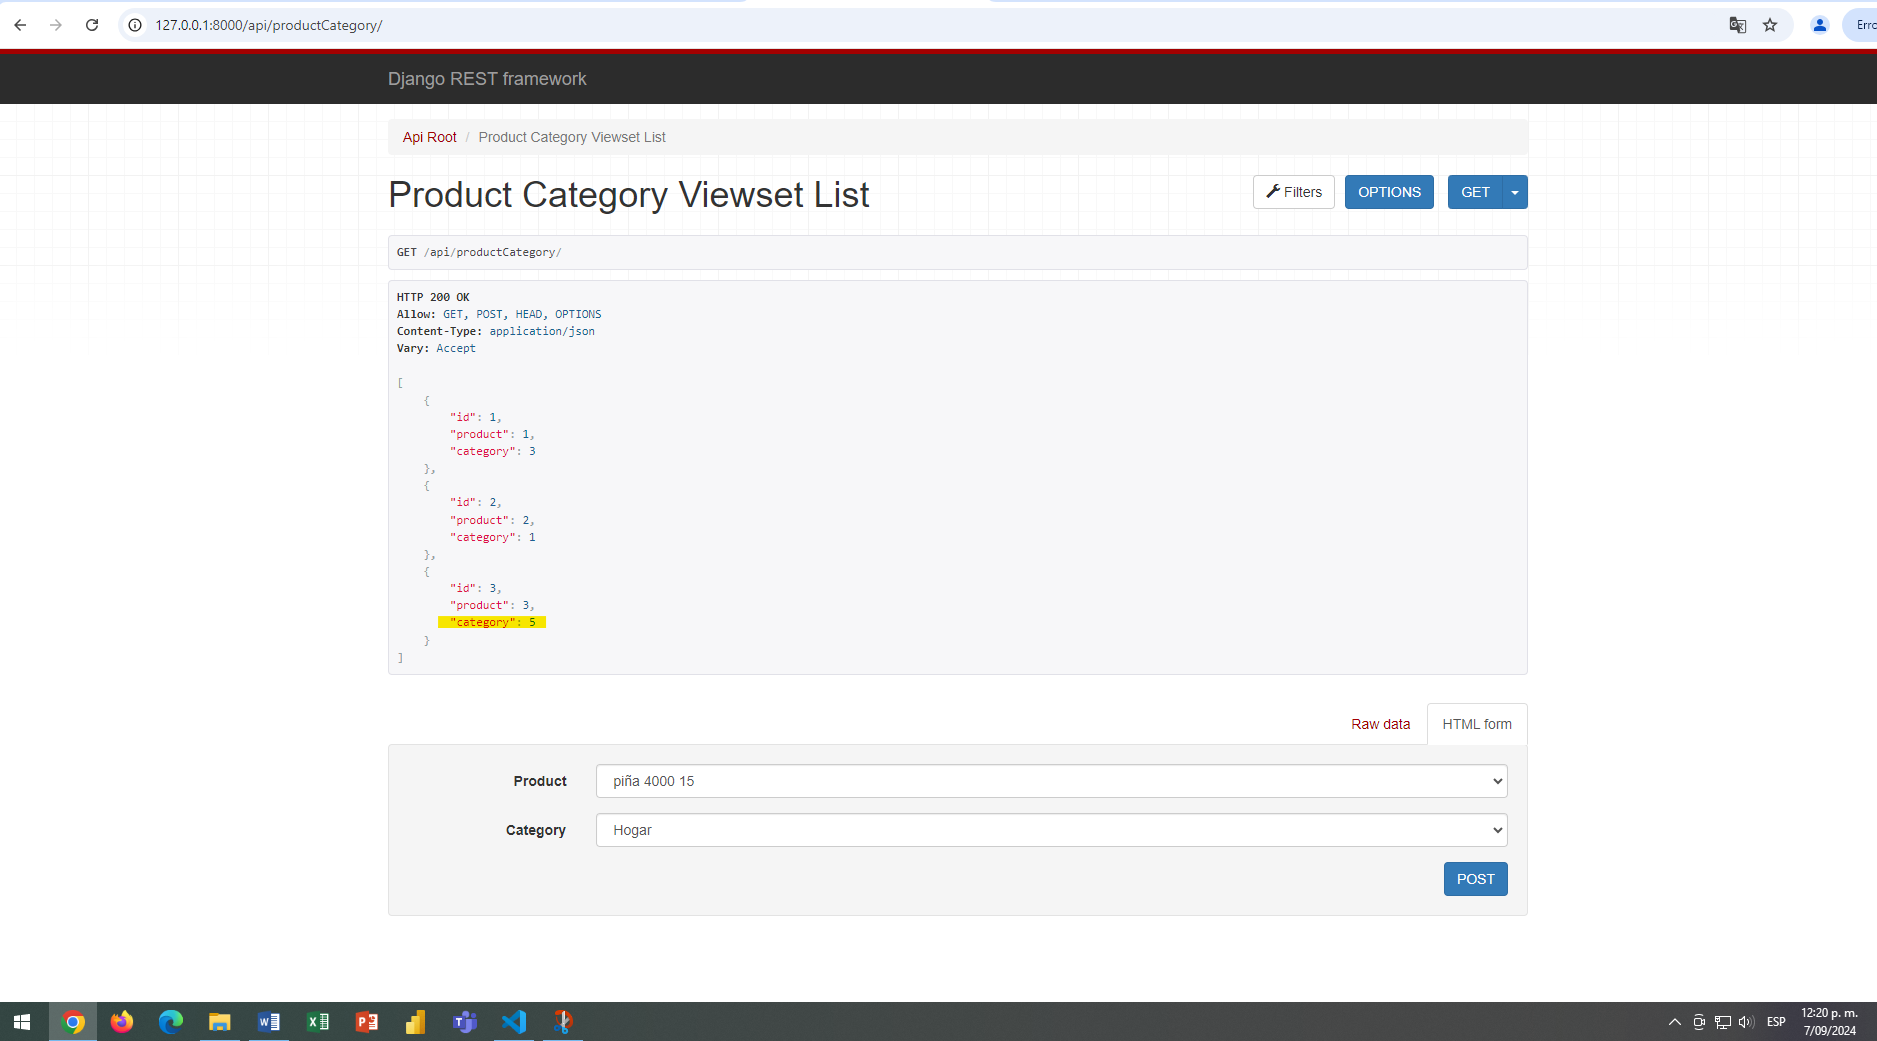 127.0.0.1:8000/api/productCategory/
Erro
Django REST framework
Api Root / Product Category Viewset List
Product Category Viewset List
Filters
OPTIONS
GET
GET /api/productCategory/
HTTP 200 OK
Allow: GET, POST, HEAD, OPTIONS
Content-Type: application/json
Vary: Accept
[
{
"id": 1,
"product": 1,
"category": 3
},
{
"id": 2,
"product": 2,
"category": 1
},
{
"id": 3,
"product": 3,
"category": 5
}
]
Raw data
HTML form
Product
piña 4000 15
Category
Hogar
POST
ESP
12:20 p. m.
7/09/2024